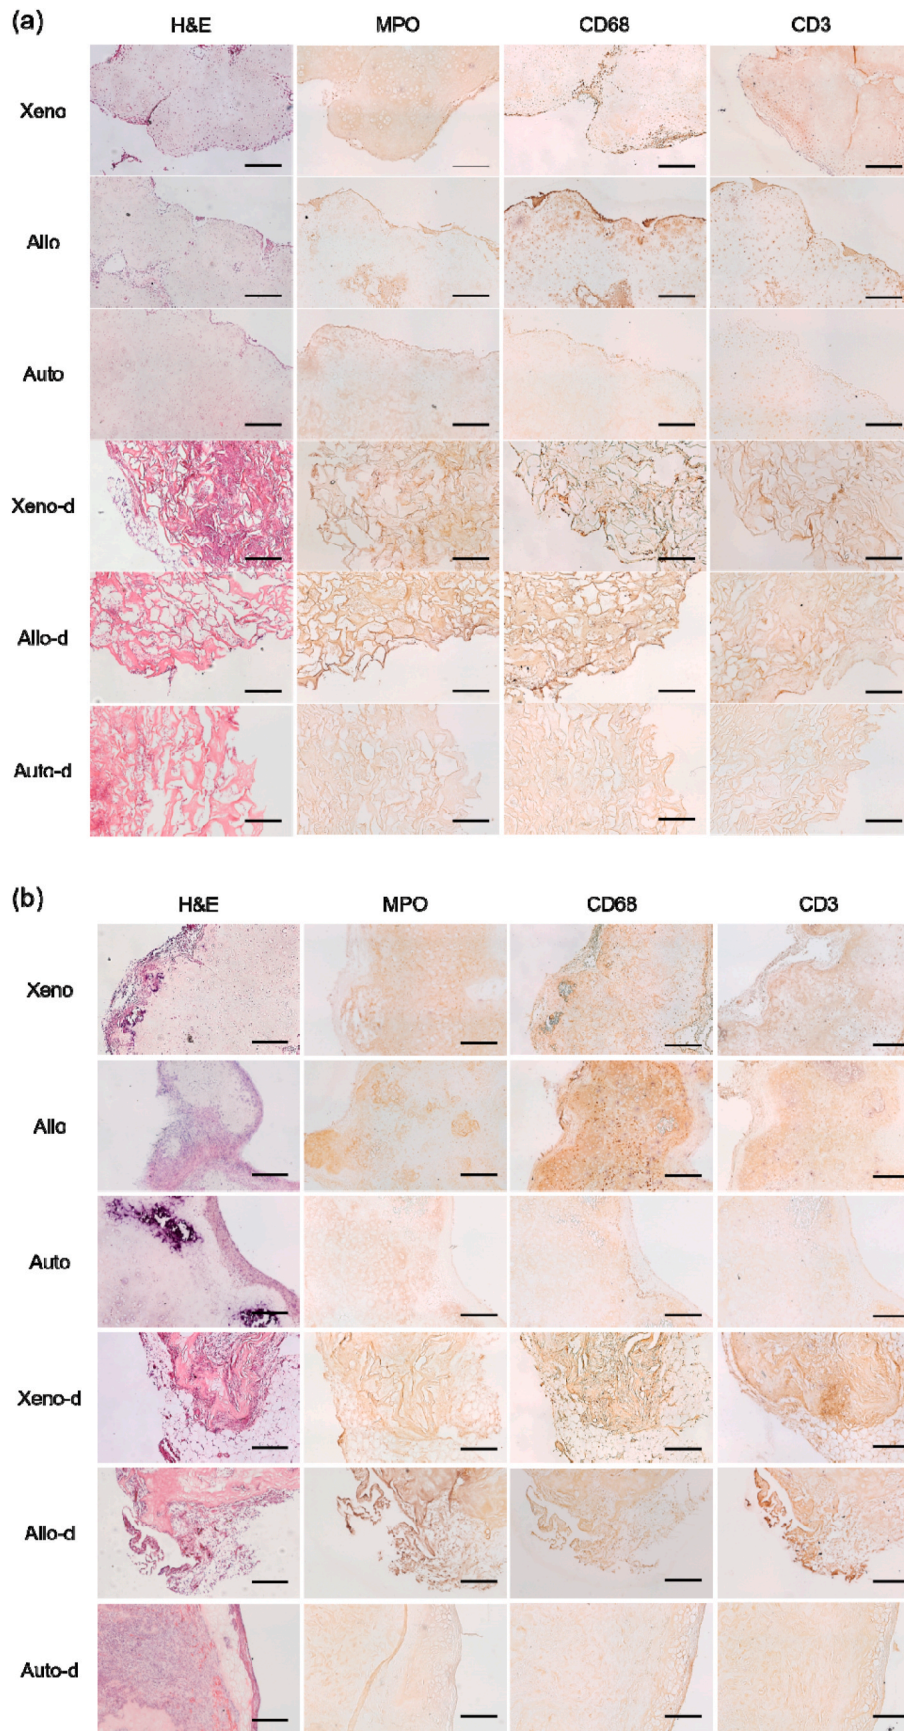 (a)
H&E MPO CD68 CD3
Xeno
Allo
Auto
Xeno-d
Allo-d
Auto-d
(b)
H&E MPO CD68 CD3
Xeno
Allo
Auto
Xeno-d
Allo-d
Auto-d